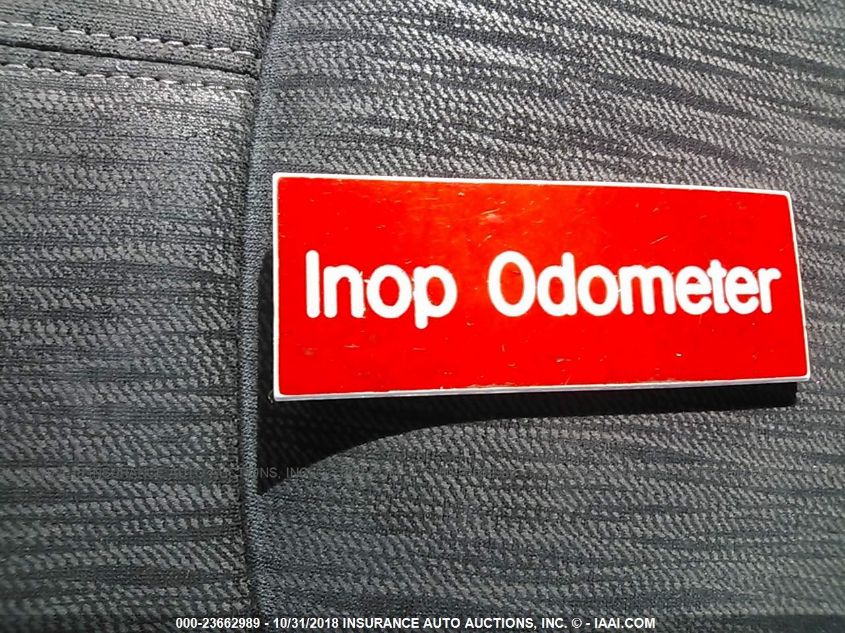 Inop Odometer
000-23662989 - 10/31/2018 INSURANCE AUTO AUCTIONS, INC. - IAAI.COM